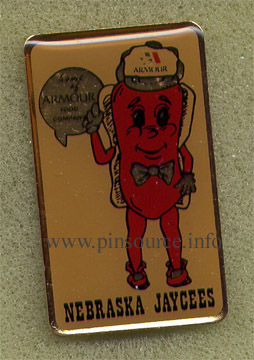 home
of
ARMOUR
FOOD
COMPANY
ARMOUR
www.pinsource.info
NEBRASKA JAYCEES